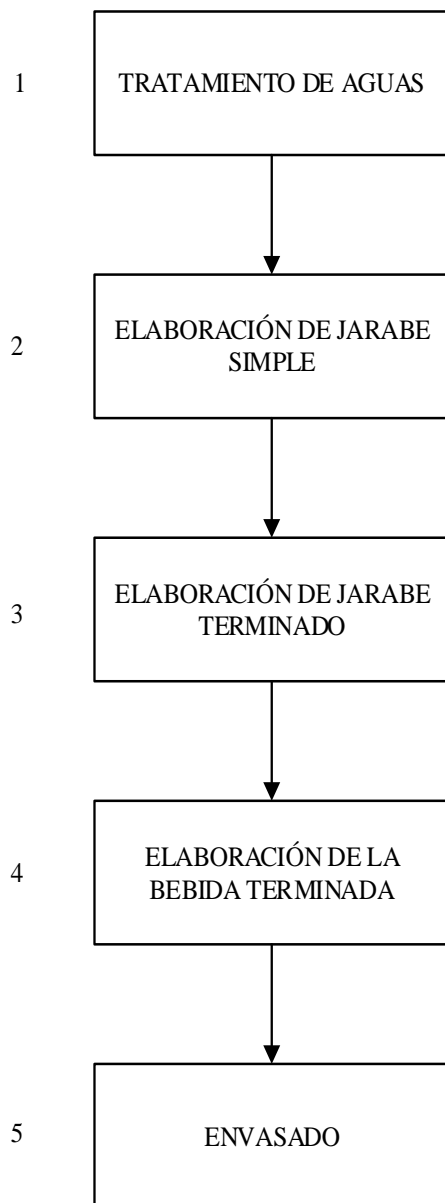 1
TRATAMIENTO DE AGUAS
2
ELABORACIÓN DE JARABE
SIMPLE
3
ELABORACIÓN DE JARABE
TERMINADO
4
ELABORACIÓN DE LA
BEBIDA TERMINADA
5
ENVASADO